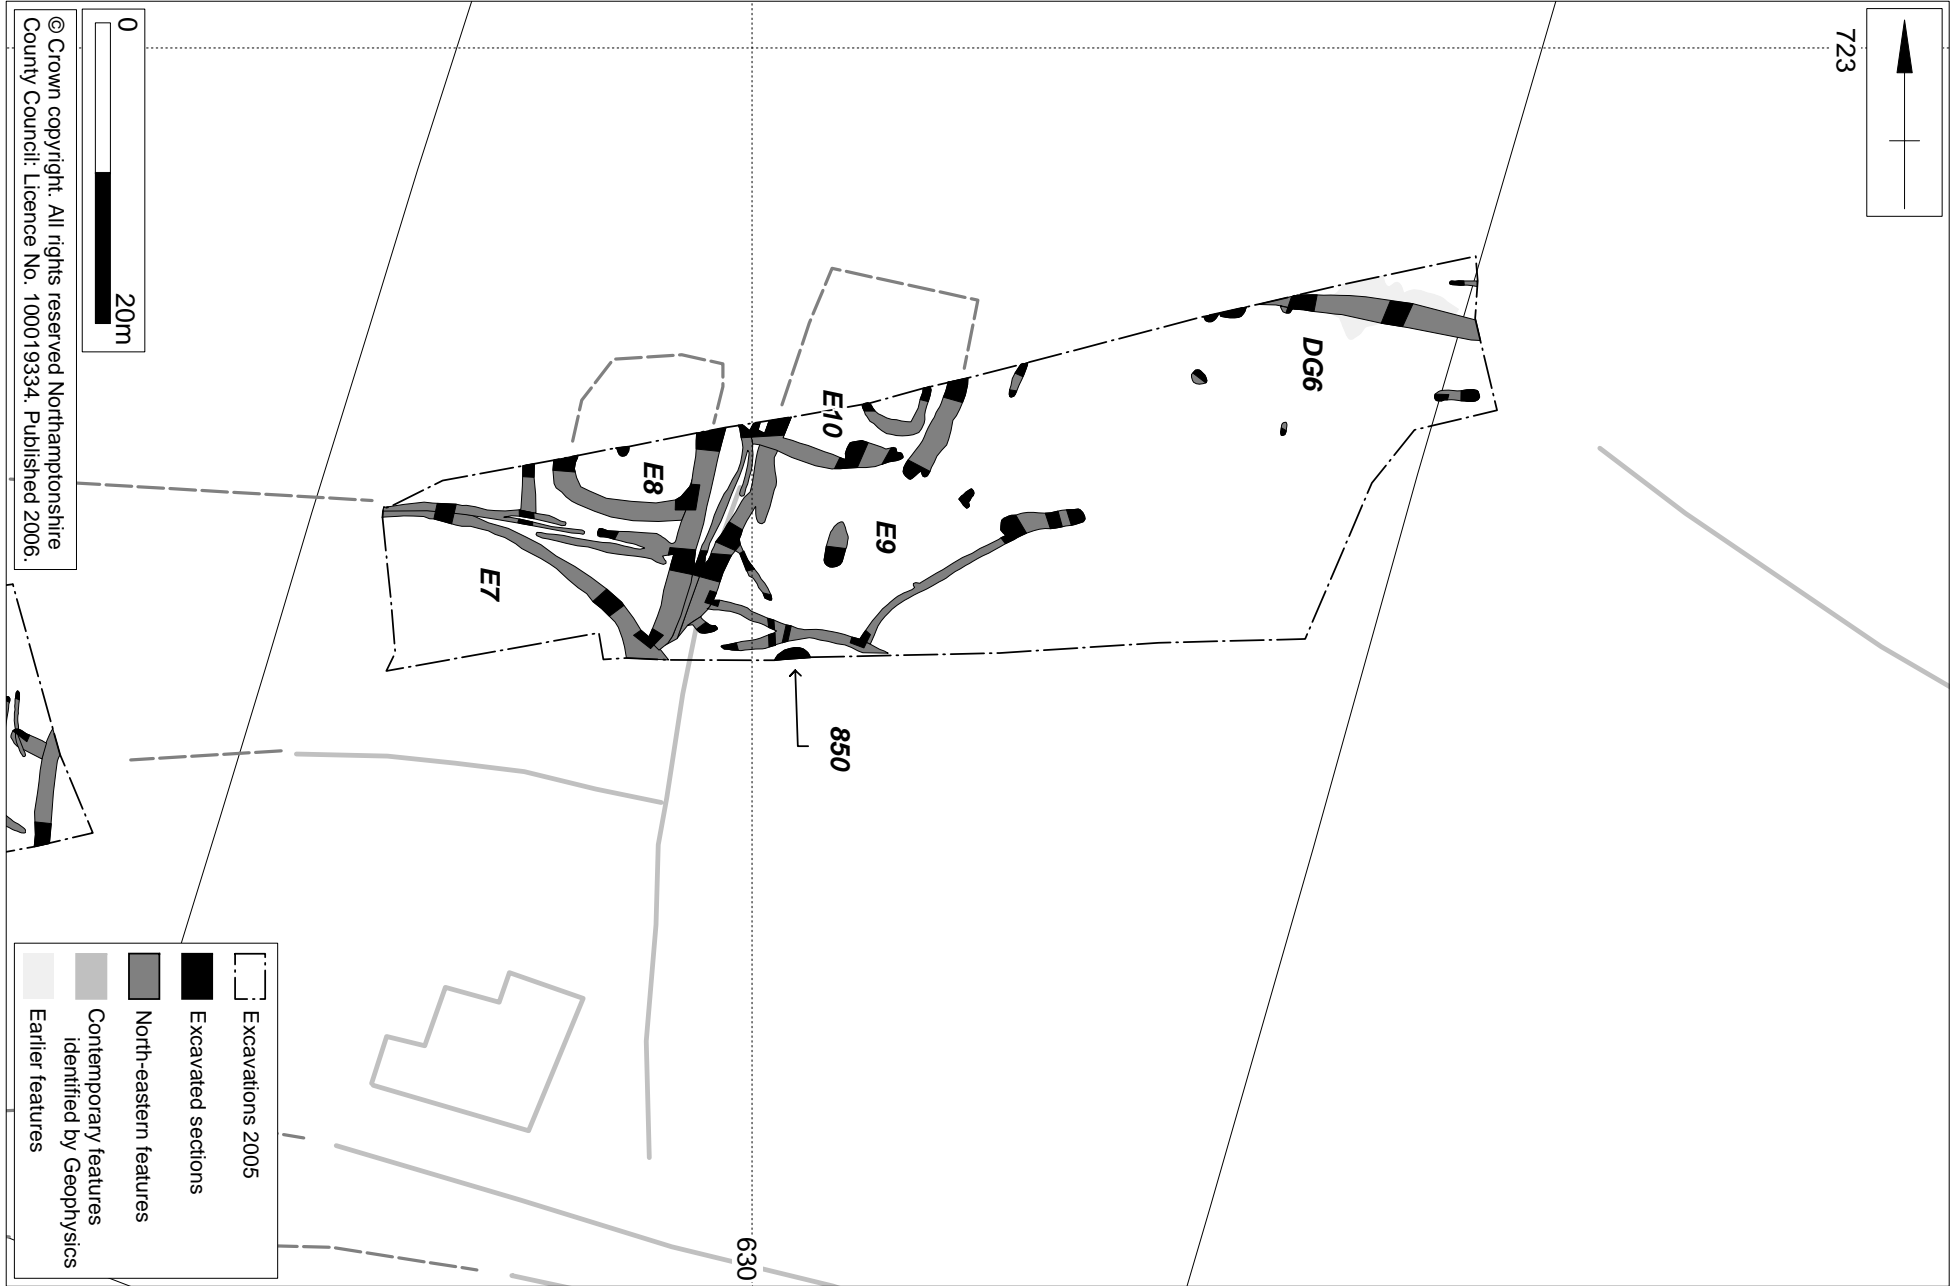 723
0
20m
© Crown copyright. All rights reserved Northamptonshire
County Council: Licence No. 100019334. Published 2006.
DG6
E10
E8
E9
E7
850
630
Excavations 2005
Excavated sections
North-eastern features
Contemporary features
identified by Geophysics
Earlier features